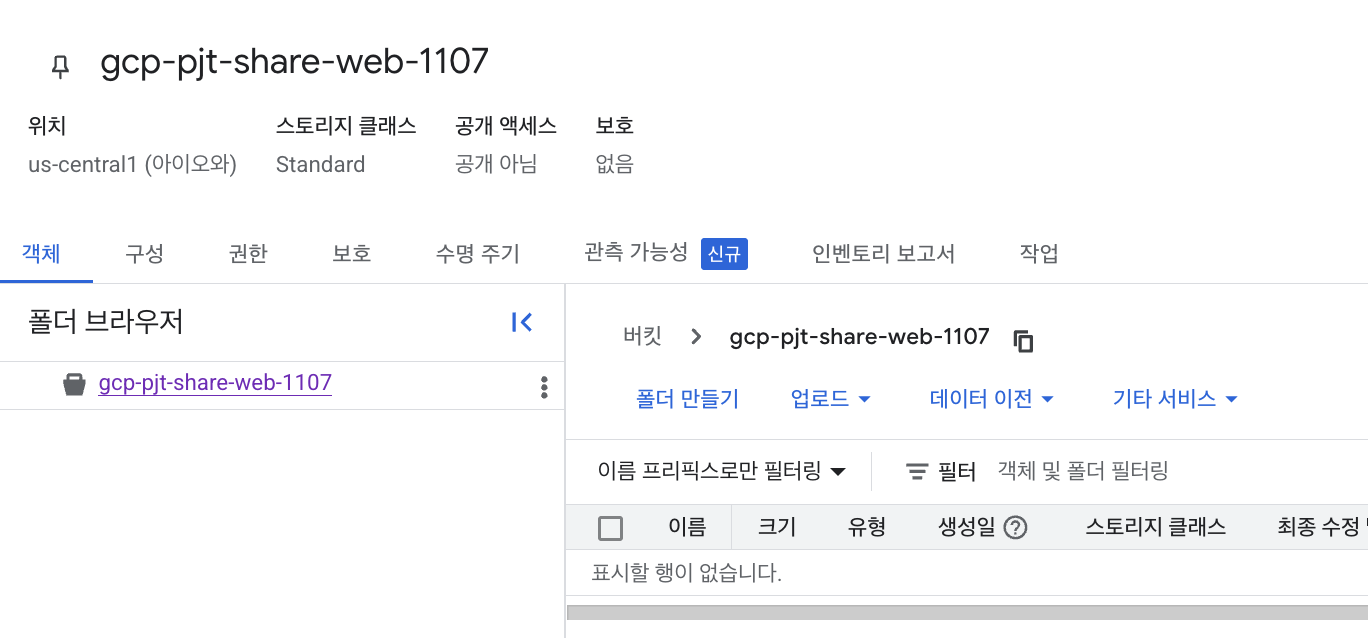 gcp-pjt-share-web-1107
위치 스토리지 클래스 공개 액세스 보호
us-central1 (아이오와) Standard 공개 아님 없음
객체 구성 권한 보호 수명 주기 관측 가능성 신규 인벤토리 보고서 작업
폴더 브라우저
gcp-pjt-share-web-1107
버킷 gcp-pjt-share-web-1107
폴더 만들기 업로드 데이터 이전 기타 서비스
이름 프리픽스로만 필터링 필터 객체 및 폴더 필터링
이름 크기 유형 생성일 스토리지 클래스 최종 수정
표시할 행이 없습니다.